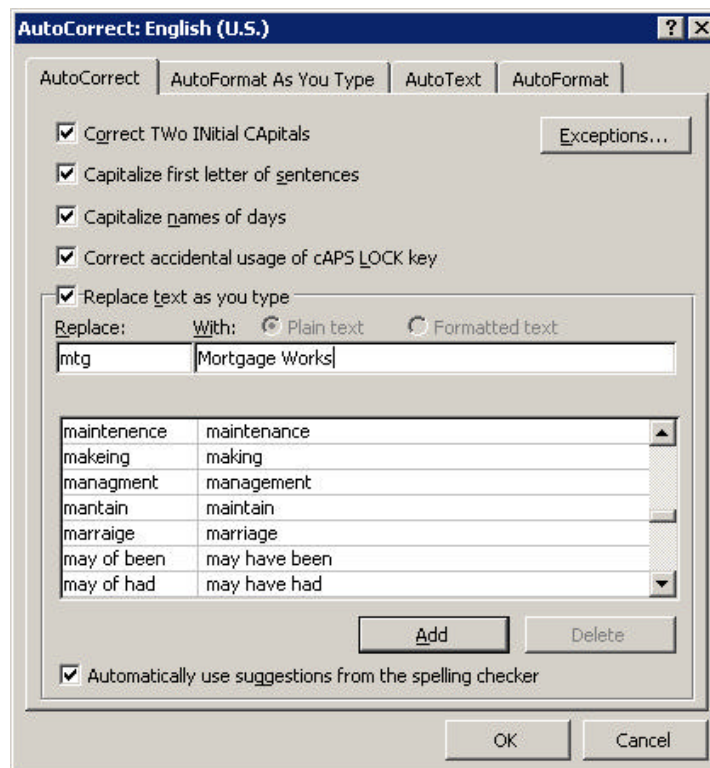 AutoCorrect: English (U.S.)
AutoCorrect AutoFormat As You Type AutoText AutoFormat
Correct TWo INitial CApitals Exceptions...
Capitalize first letter of sentences
Capitalize names of days
Correct accidental usage of cAPS LOCK key
Replace text as you type
Replace: With: Plain text Formatted text
mtg Mortgage Works
maintenence maintenance
makeing making
managment management
mantain maintain
marraige marriage
may of been may have been
may of had may have had
Add Delete
Automatically use suggestions from the spelling checker
OK Cancel